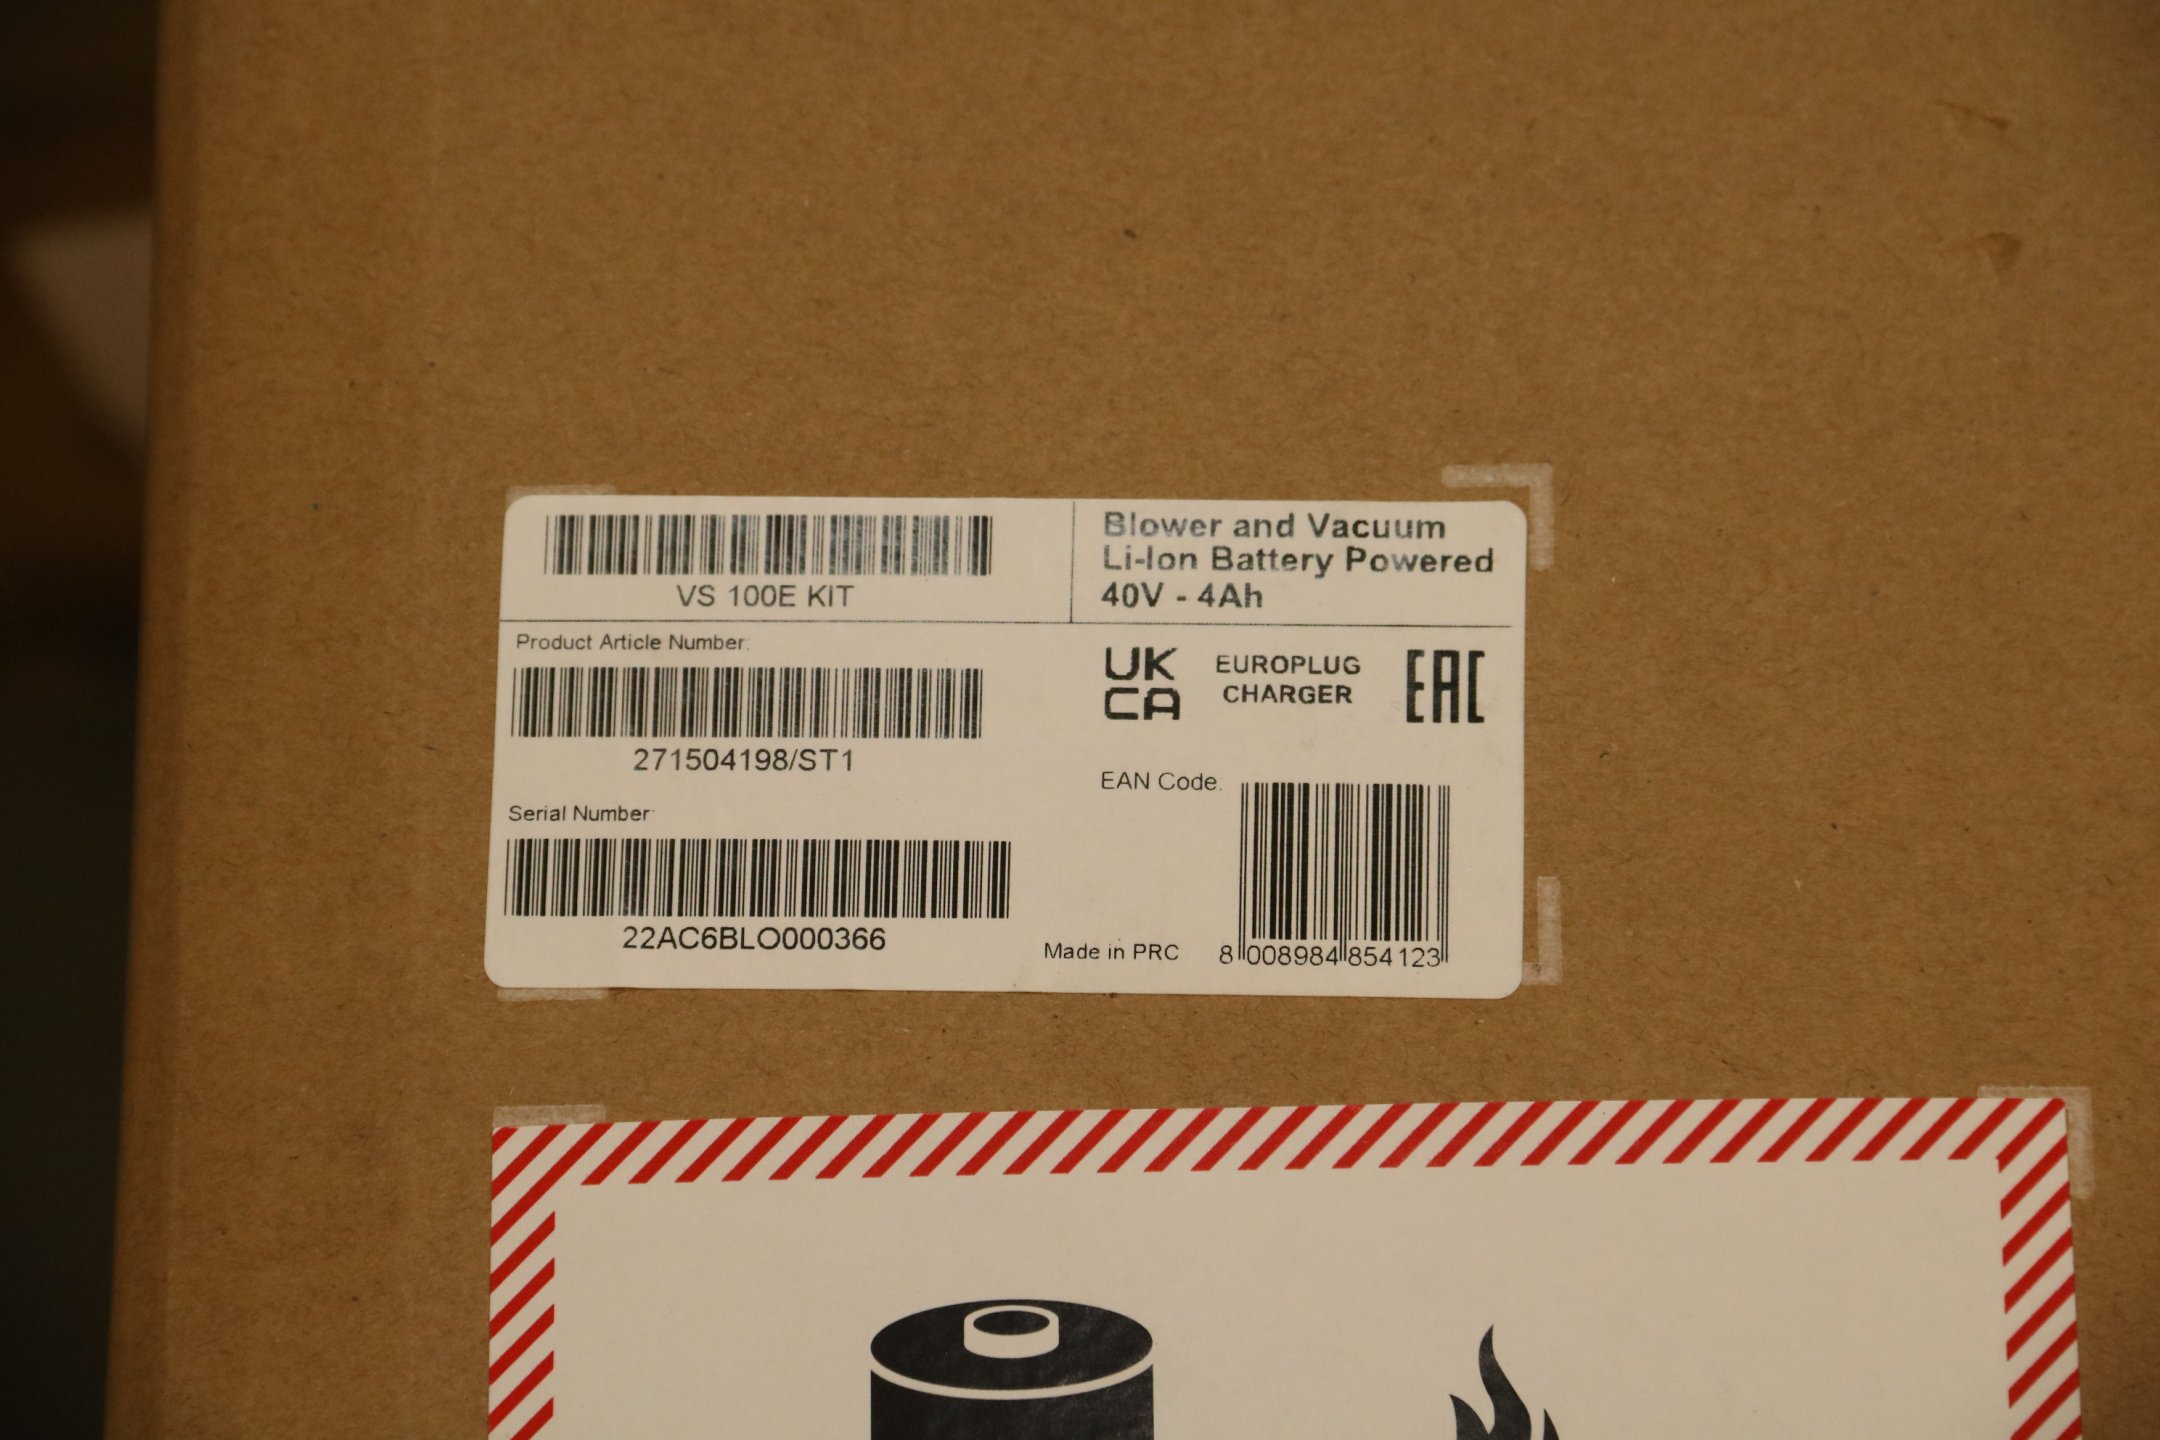 VS 100E KIT
Blower and Vacuum
Li-Ion Battery Powered
40V - 4Ah
Product Article Number:
271504198/ST1
Serial Number:
22AC6BLO000366
UK
CA
EUROPLUG
CHARGER
EAC
EAN Code.
Made in PRC
8 008984 854123